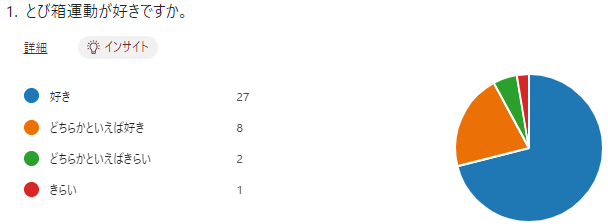 1. とび箱運動が好きですか。
詳細 インサイト
好き 27
どちらかといえば好き 8
どちらかといえばきらい 2
きらい 1